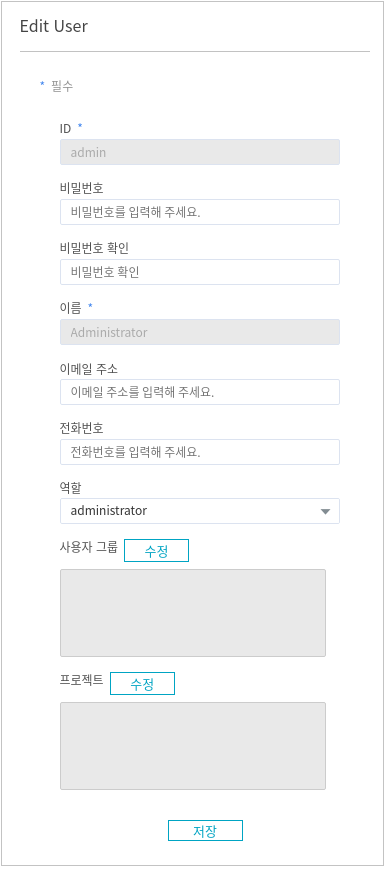 Edit User
* 필수
ID *
admin
비밀번호
비밀번호를 입력해 주세요.
비밀번호 확인
비밀번호 확인
이름 *
Administrator
이메일 주소
이메일 주소를 입력해 주세요.
전화번호
전화번호를 입력해 주세요.
역할
administrator
사용자 그룹 수정
프로젝트 수정
저장